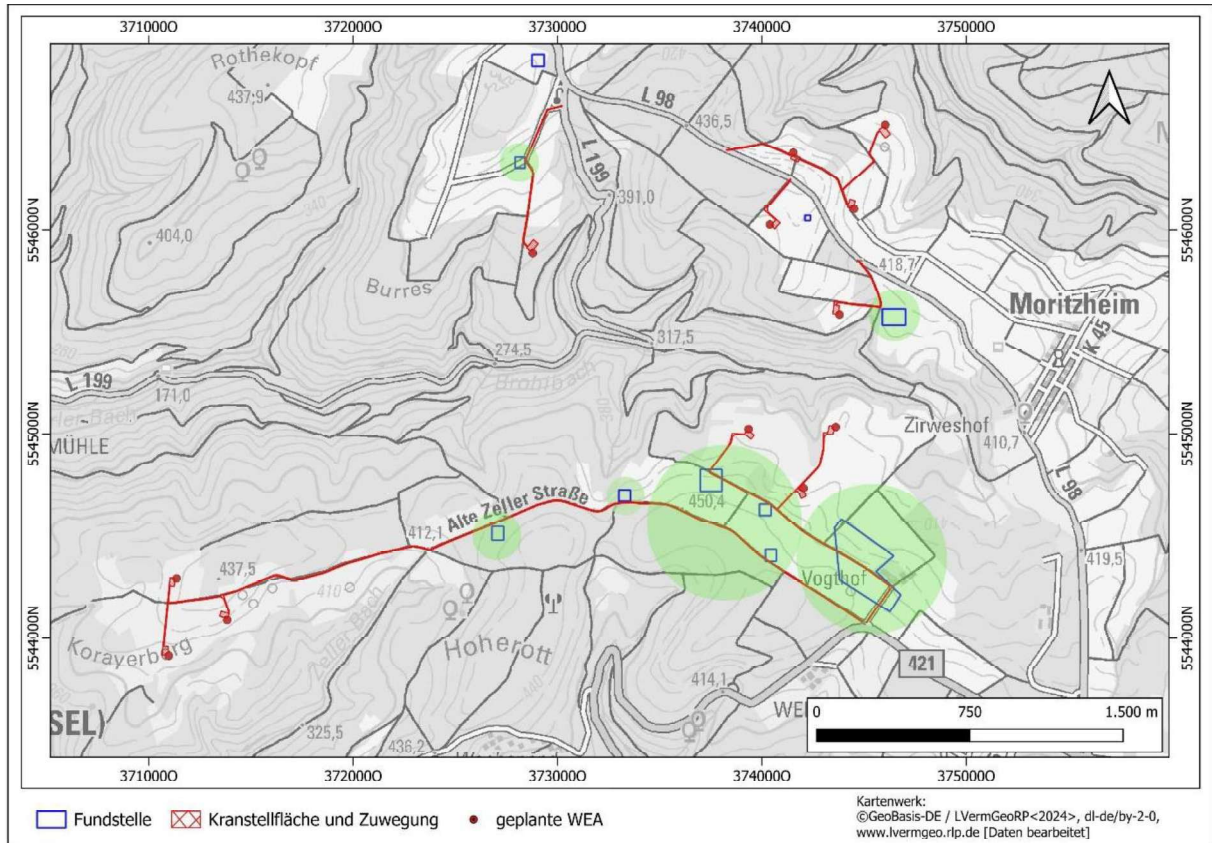 3710000 3720000 3730000 3740000 3750000
Rothekopf
437,9
L 98
436,5
L 199
391,0
5546000N
5546000N
404,0
Burres
418,7
Moritzheim
K 45
317,5
274,5
Brohlbach
L 199
171,0
Zirweshof
410,7
5545000N
5545000N
MÜHLE
450,4
L 98
Alte Zeller Straße
412,1
419,5
437,5
410
Vogthof
5544000N
5544000N
Korayerberg
Hoherott
421
414,1
SEL)
325,5
436,2
0 750 1.500 m
3710000 3720000 3730000 3740000 3750000
Fundstelle Kranstellfläche und Zuwegung geplante WEA
Kartenwerk:
©GeoBasis-DE / LVermGeoRP<2024>, dl-de/by-2-0,
www.lvermgeo.rlp.de [Daten bearbeitet]